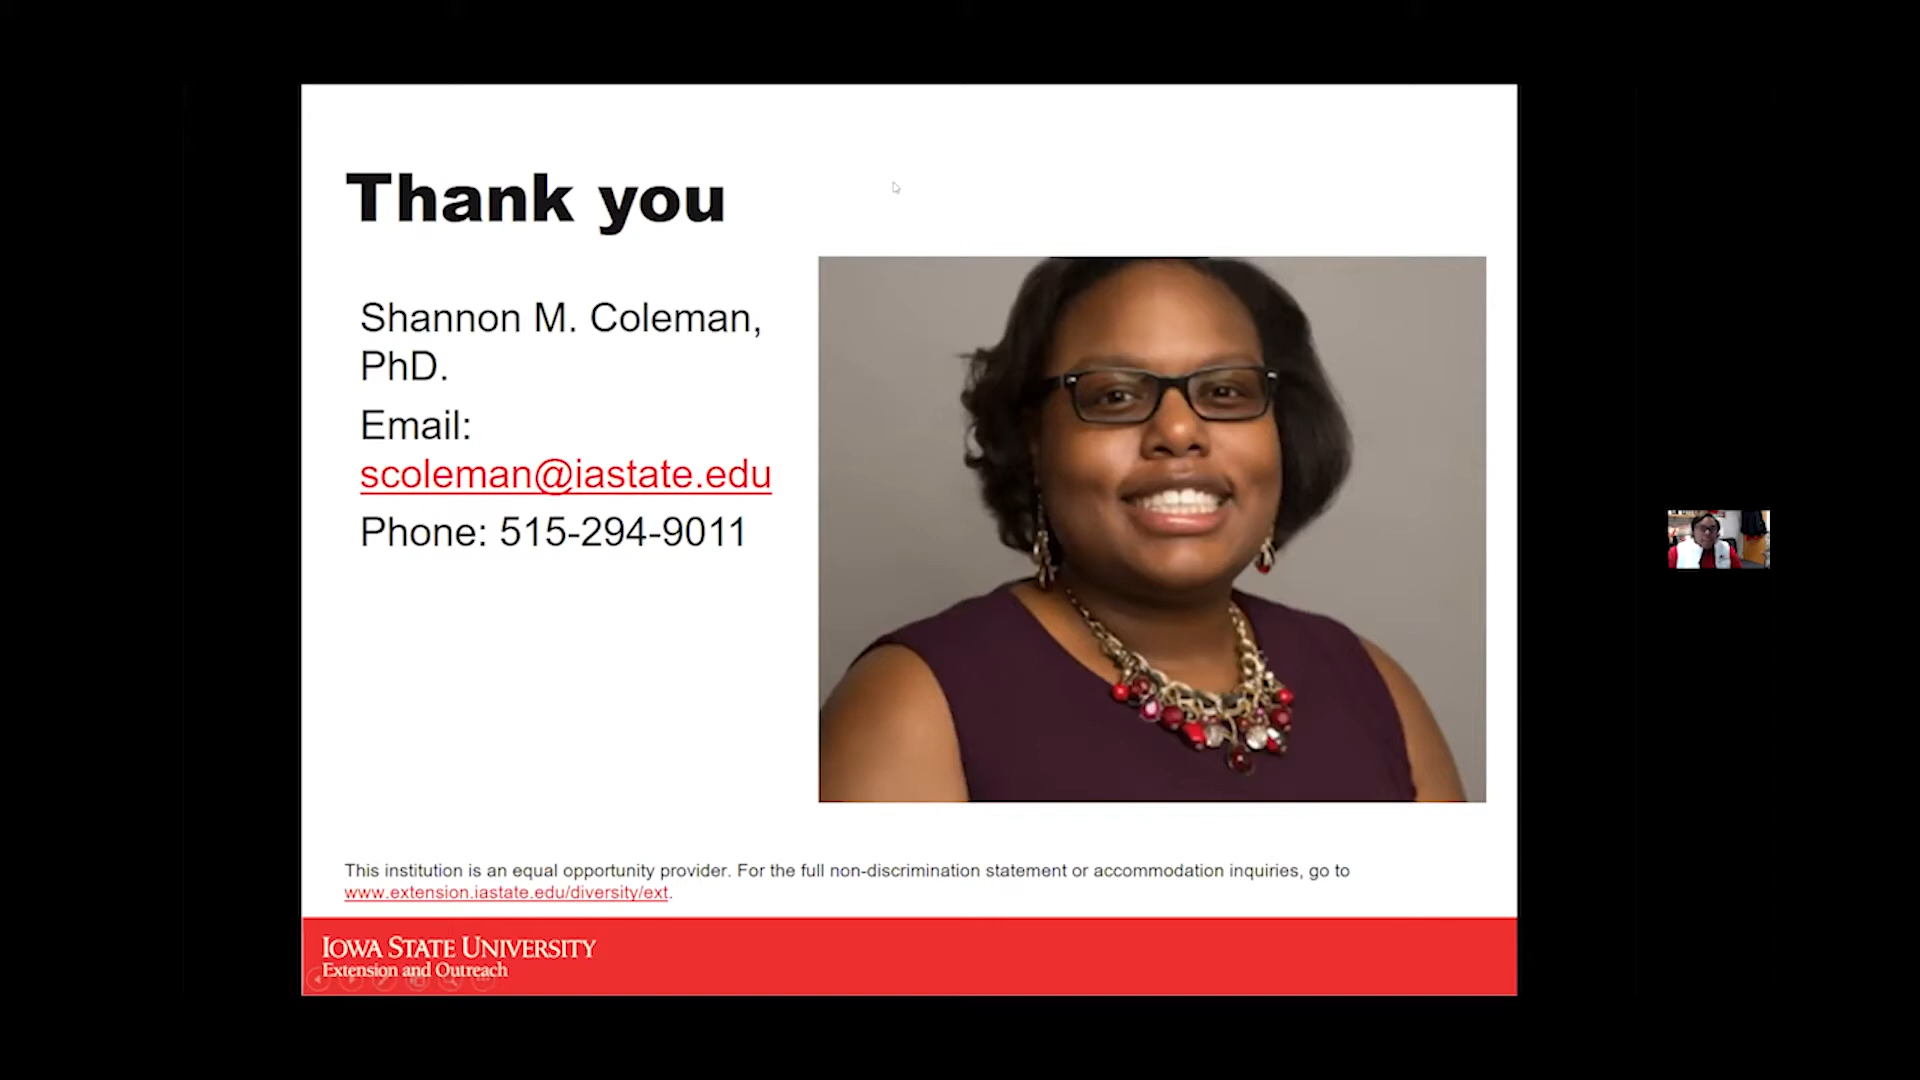 Thank you
Shannon M. Coleman,
PhD.
Email:
scoleman@iastate.edu
Phone: 515-294-9011
This institution is an equal opportunity provider. For the full non-discrimination statement or accommodation inquiries, go to
www.extension.iastate.edu/diversity/ext.
IOWA STATE UNIVERSITY
Extension and Outreach